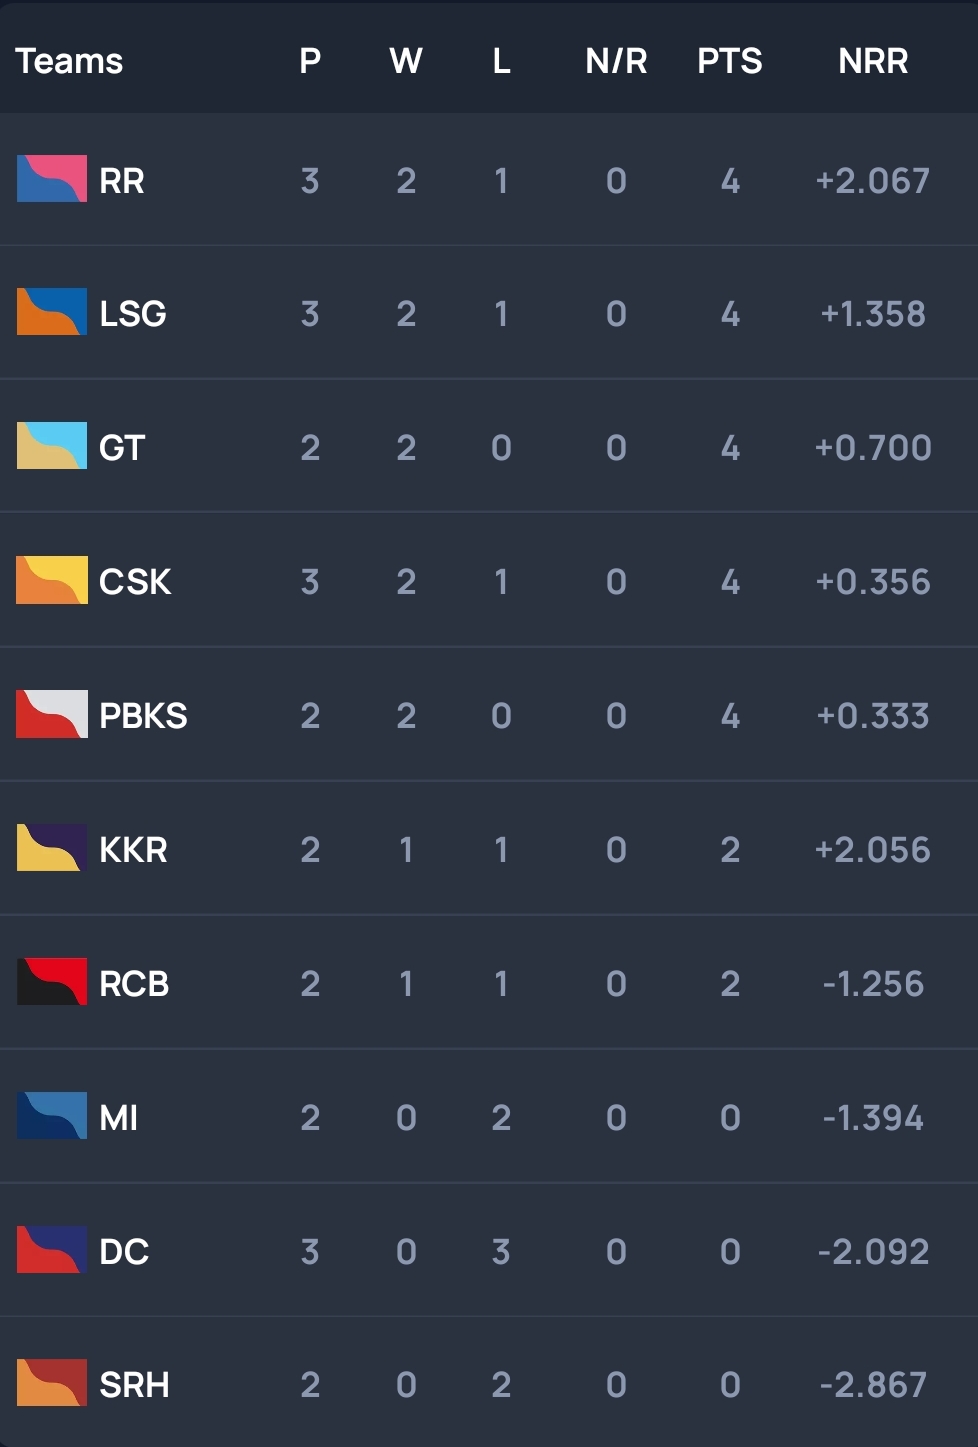 Teams P W L N/R PTS NRR
RR 3 2 1 0 4 +2.067
LSG 3 2 1 0 4 +1.358
GT 2 2 0 0 4 +0.700
CSK 3 2 1 0 4 +0.356
PBKS 2 2 0 0 4 +0.333
KKR 2 1 1 0 2 +2.056
RCB 2 1 1 0 2 -1.256
MI 2 0 2 0 0 -1.394
DC 3 0 3 0 0 -2.092
SRH 2 0 2 0 0 -2.867